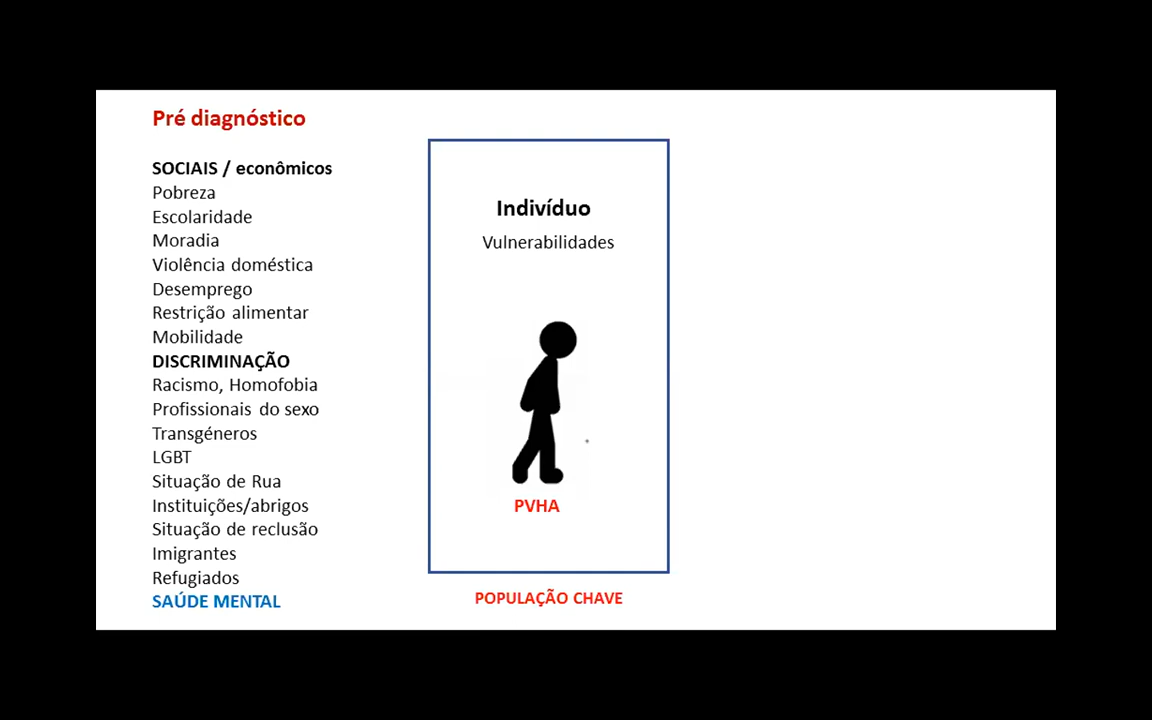 Pré diagnóstico
SOCIAIS / econômicos
Pobreza
Escolaridade
Moradia
Violência doméstica
Desemprego
Restrição alimentar
Mobilidade
DISCRIMINAÇÃO
Racismo, Homofobia
Profissionais do sexo
Transgéneros
LGBT
Situação de Rua
Instituições/abrigos
Situação de reclusão
Imigrantes
Refugiados
SAÚDE MENTAL
Indivíduo
Vulnerabilidades
PVHA
POPULAÇÃO CHAVE